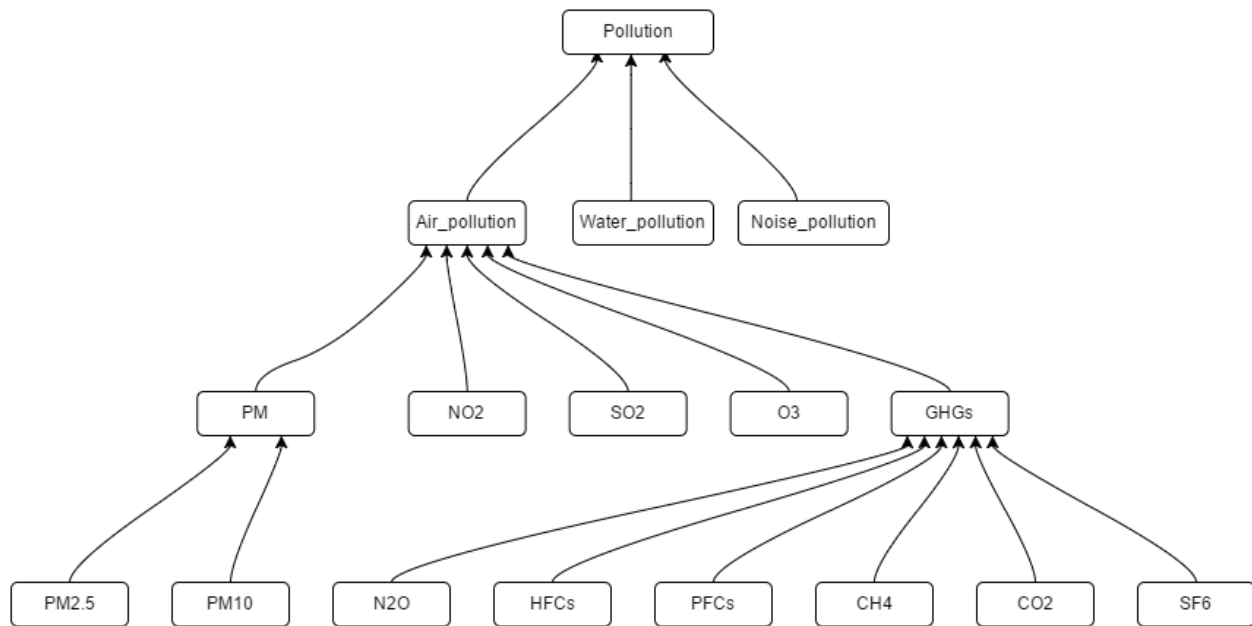 Pollution
Air_pollution
Water_pollution
Noise_pollution
PM
NO2
SO2
O3
GHGs
PM2.5
PM10
N2O
HFCs
PFCs
CH4
CO2
SF6